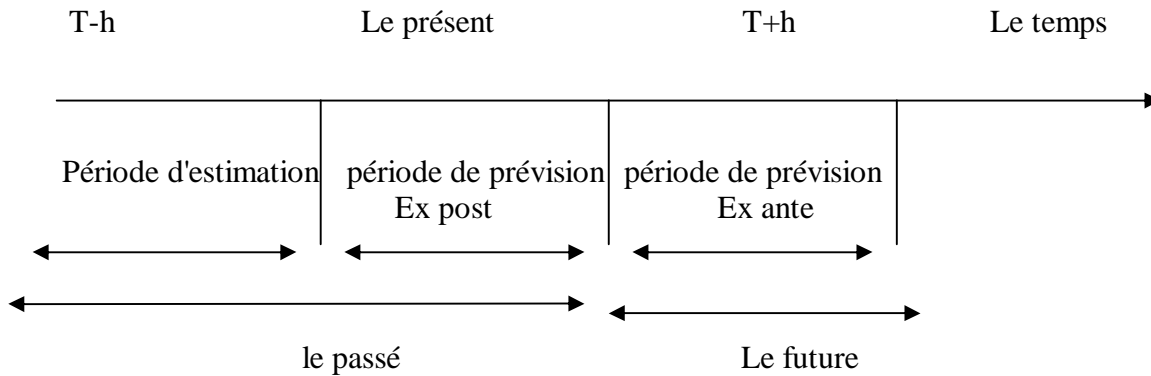 T-h Le présent T+h Le temps
Période d'estimation période de prévision période de prévision
Ex post Ex ante
le passé Le future